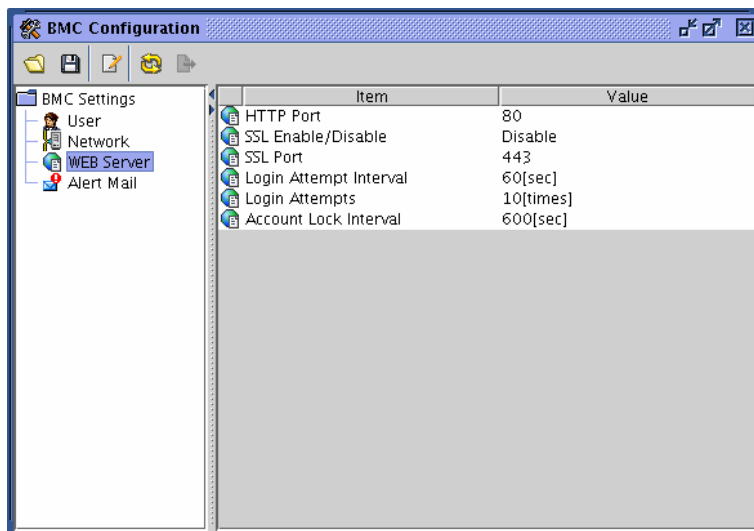 BMC Configuration
BMC Settings
User
Network
WEB Server
Alert Mail
Item Value
HTTP Port 80
SSL Enable/Disable Disable
SSL Port 443
Login Attempt Interval 60[sec]
Login Attempts 10[times]
Account Lock Interval 600[sec]